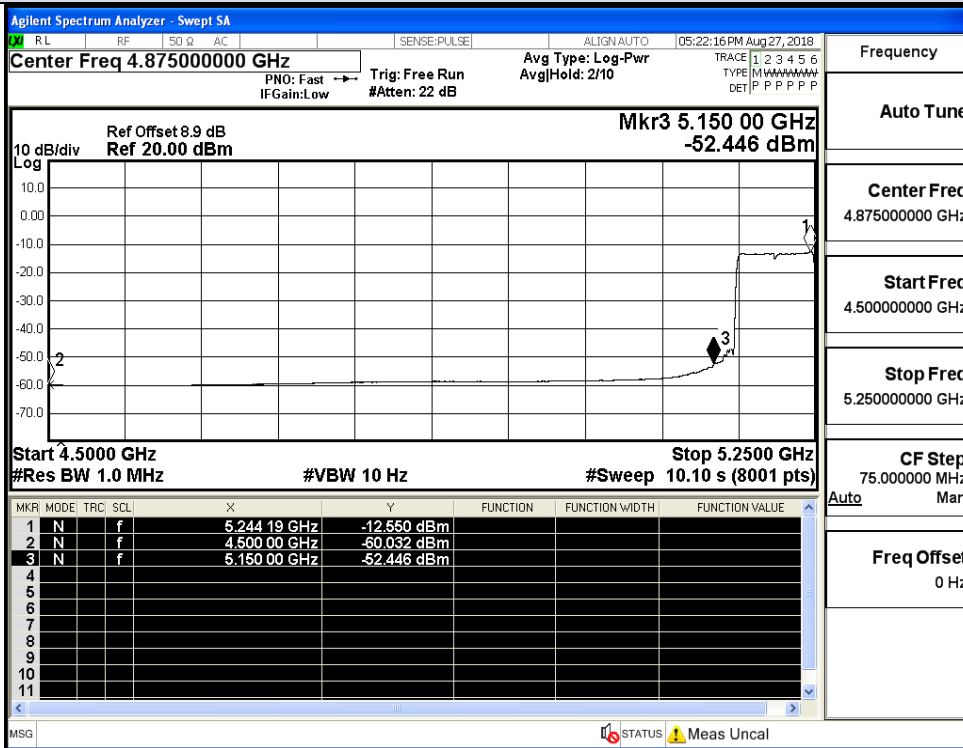 Agilent Spectrum Analyzer - Swept SA
LXI RL RF 50 Ω AC SENSE:PULSE ALIGN AUTO 05:22:16 PM Aug 27, 2018
Center Freq 4.875000000 GHz
PNO: Fast
IFGain:Low
Trig: Free Run
#Atten: 22 dB
Avg Type: Log-Pwr
Avg|Hold: 2/10
TRACE 1 2 3 4 5 6
TYPE M W W W W W
DET P P P P P P
Mkr3 5.150 00 GHz
-52.446 dBm
Ref Offset 8.9 dB
10 dB/div Ref 20.00 dBm
Log
10.0
0.00
-10.0
-20.0
-30.0
-40.0
-50.0
-60.0
-70.0
1
2
3
Start 4.5000 GHz Stop 5.2500 GHz
#Res BW 1.0 MHz #VBW 10 Hz #Sweep 10.10 s (8001 pts)
MKR MODE TRC SCL X Y FUNCTION FUNCTION WIDTH FUNCTION VALUE
1 N f 5.244 19 GHz -12.550 dBm
2 N f 4.500 00 GHz -60.032 dBm
3 N f 5.150 00 GHz -52.446 dBm
4
5
6
7
8
9
10
11
MSG STATUS Meas Uncal
Frequency
Auto Tune
Center Freq
4.875000000 GHz
Start Freq
4.500000000 GHz
Stop Freq
5.250000000 GHz
CF Step
75.000000 MHz
Auto Man
Freq Offset
0 Hz